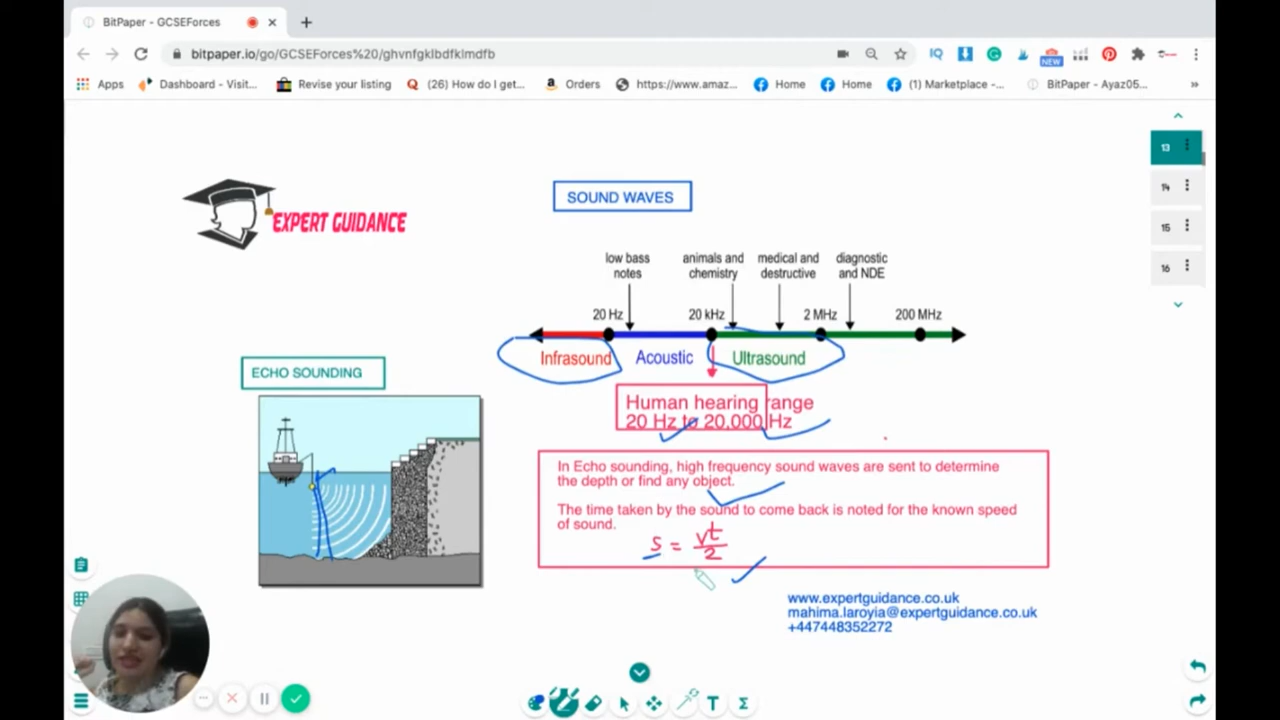 BitPaper - GCSEForces
bitpaper.io/go/GCSEForces%20/ghvnfgklbdfklmdfb
NEW
Apps
Dashboard - Visit...
Revise your listing
(26) How do I get...
Orders
https://www.amaz...
Home
Home
(1) Marketplace -...
BitPaper - Ayaz05...
13
14
15
16
EXPERT GUIDANCE
SOUND WAVES
low bass
notes
animals and
chemistry
medical and
destructive
diagnostic
and NDE
20 Hz
20 kHz
2 MHz
200 MHz
Infrasound
Acoustic
Ultrasound
Human hearing range
20 Hz to 20,000 Hz
ECHO SOUNDING
In Echo sounding, high frequency sound waves are sent to determine
the depth or find any object.
The time taken by the sound to come back is noted for the known speed
of sound.
s = vt/2
www.expertguidance.co.uk
mahima.laroyia@expertguidance.co.uk
+447448352272